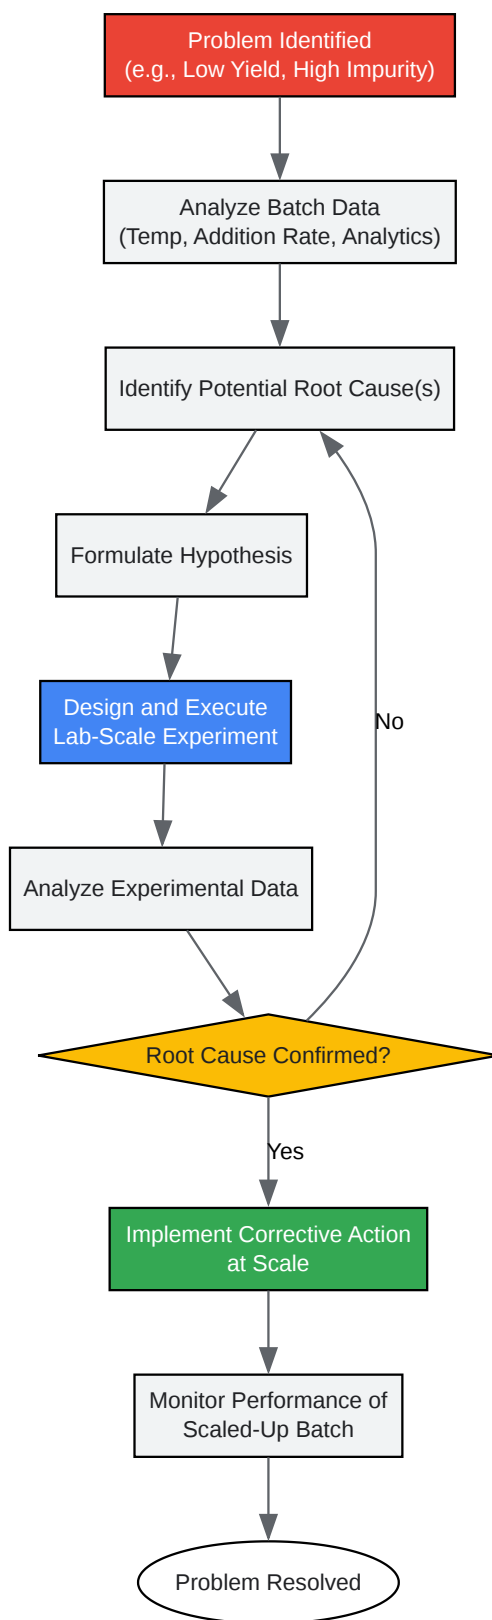 Problem Identified
(e.g., Low Yield, High Impurity)
Analyze Batch Data
(Temp, Addition Rate, Analytics)
Identify Potential Root Cause(s)
Formulate Hypothesis
Design and Execute
Lab-Scale Experiment
No
Analyze Experimental Data
Root Cause Confirmed?
Yes
Implement Corrective Action
at Scale
Monitor Performance of
Scaled-Up Batch
Problem Resolved